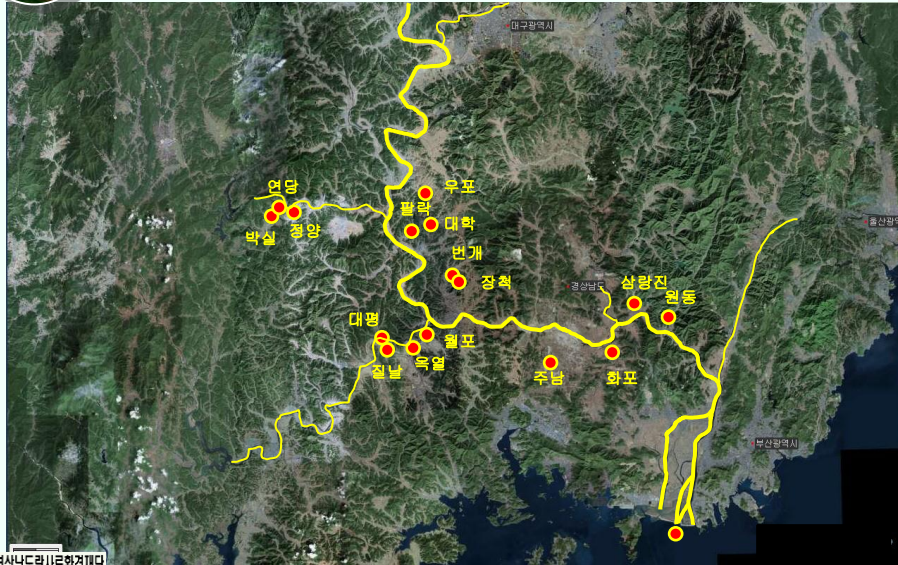 대구광역시
연당
우포
팔락
대학
박실
정양
번개
장척
울산광역
경상남도
삼랑진
원동
대평
월포
옥열
질날
주남
화포
부산광역시